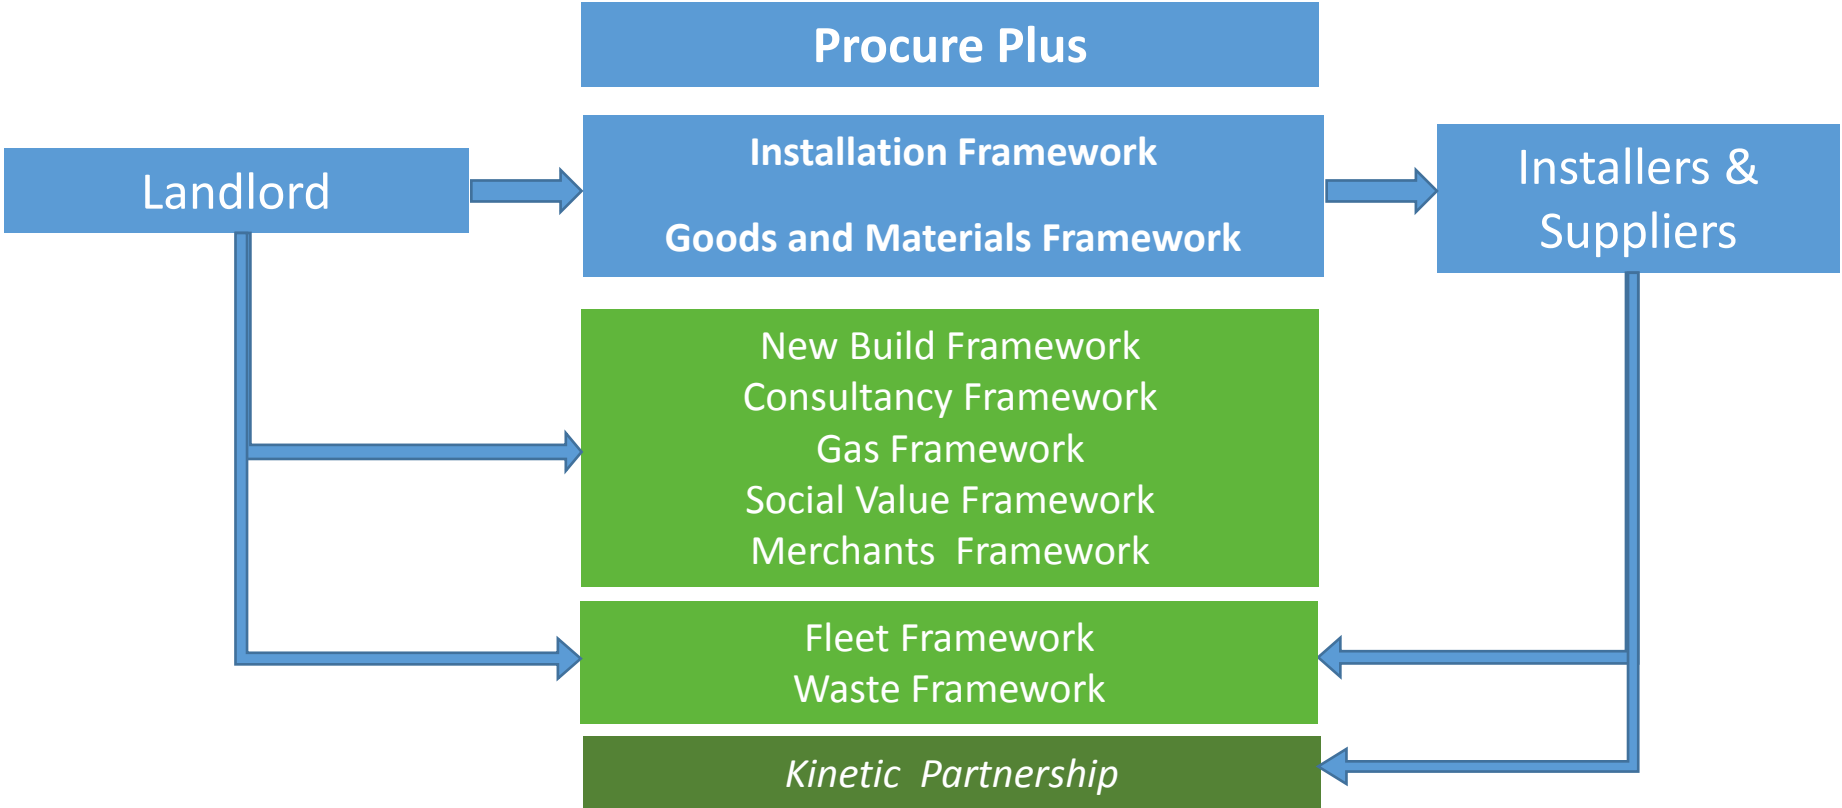 Procure Plus
Landlord
Installation Framework
Goods and Materials Framework
Installers &
Suppliers
New Build Framework
Consultancy Framework
Gas Framework
Social Value Framework
Merchants  Framework
Fleet Framework
Waste Framework
Kinetic  Partnership